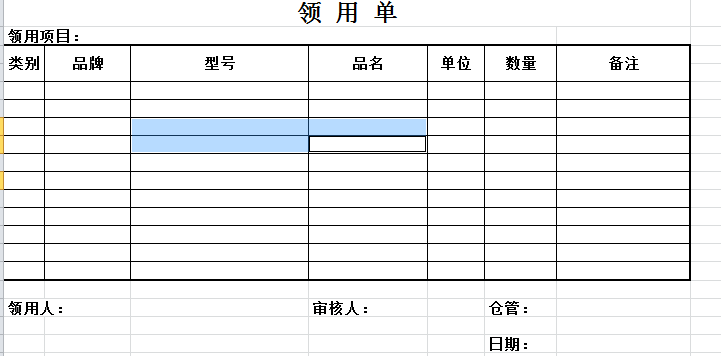 领 用 单
领用项目：
类别 品牌 型号 品名 单位 数量 备注
领用人： 审核人： 仓管：
日期：